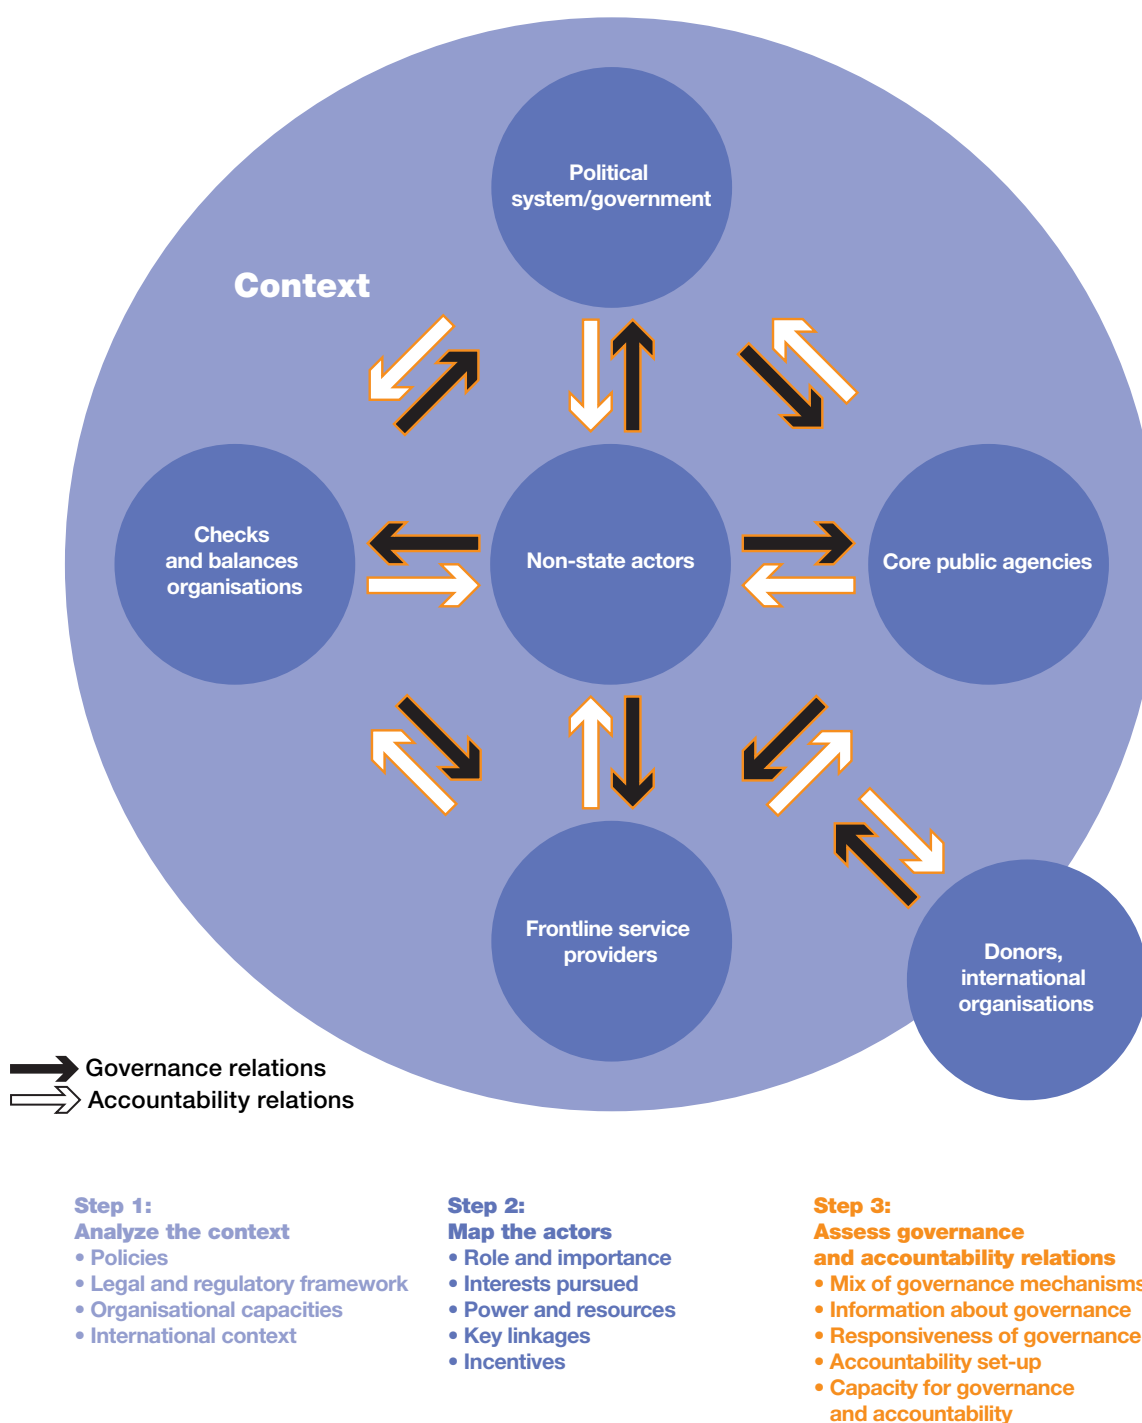 Political
system/government
Context
Checks
and balances
organisations
Non-state actors
Core public agencies
Frontline service
providers
Donors,
international
organisations
Governance relations
Accountability relations
Step 1:
Analyze the context
• Policies
• Legal and regulatory framework
• Organisational capacities
• International context
Step 2:
Map the actors
• Role and importance
• Interests pursued
• Power and resources
• Key linkages
• Incentives
Step 3:
Assess governance
and accountability relations
• Mix of governance mechanisms
• Information about governance
• Responsiveness of governance
• Accountability set-up
• Capacity for governance
and accountability